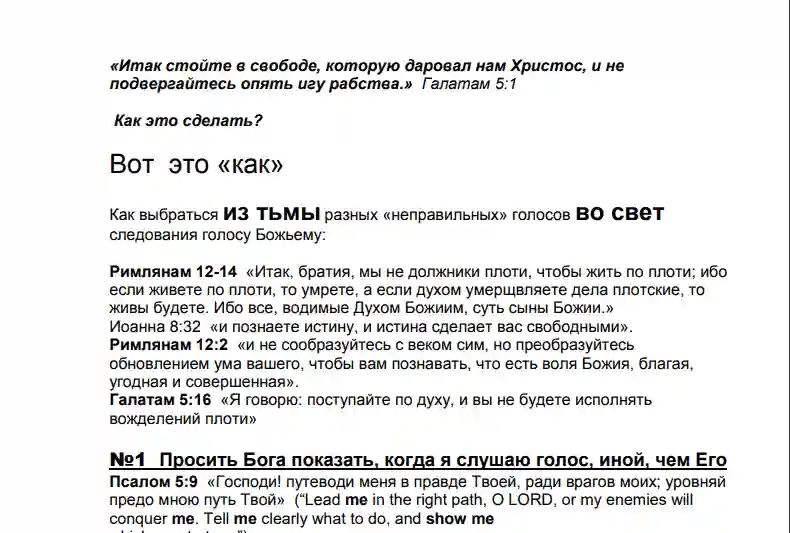 «Итак стойте в свободе, которую даровал нам Христос, и не
подвергайтесь опять игу рабства.» Галатам 5:1
Как это сделать?
Вот это «как»
Как выбраться из тьмы разных «неправильных» голосов во свет
следования голосу Божьему:
Римлянам 12-14 «Итак, братия, мы не должники плоти, чтобы жить по плоти; ибо
если живете по плоти, то умрете, а если духом умерщвляете дела плотские, то
живы будете. Ибо все, водимые Духом Божиим, суть сыны Божии.»
Иоанна 8:32 «и познаете истину, и истина сделает вас свободными».
Римлянам 12:2 «и не сообразуйтесь с веком сим, но преобразуйтесь
обновлением ума вашего, чтобы вам познавать, что есть воля Божия, благая,
угодная и совершенная».
Галатам 5:16 «Я говорю: поступайте по духу, и вы не будете исполнять
вожделений плоти»
№1 Просить Бога показать, когда я слушаю голос, иной, чем Его
Псалом 5:9 «Господи! путеводи меня в правде Твоей, ради врагов моих; уровняй
предо мною путь Твой» (“Lead me in the right path, O LORD, or my enemies will
conquer me. Tell me clearly what to do, and show me